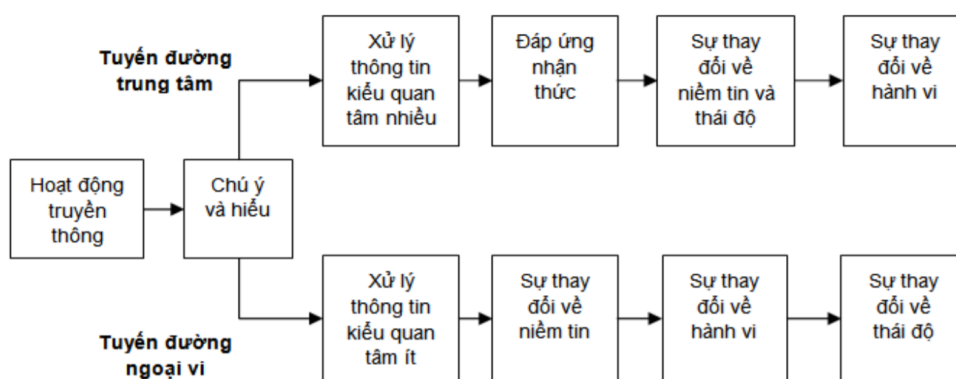 Tuyến đường
trung tâm
Xử lý
thông tin
kiểu quan
tâm nhiều
Đáp ứng
nhận
thức
Sự thay
đổi về
niềm tin và
thái độ
Sự thay
đổi về
hành vi
Hoạt động
truyền
thông
Chú ý
và hiểu
Tuyến đường
ngoại vi
Xử lý
thông tin
kiểu quan
tâm ít
Sự thay
đổi về
niềm tin
Sự thay
đổi về
hành vi
Sự thay
đổi về
thái độ